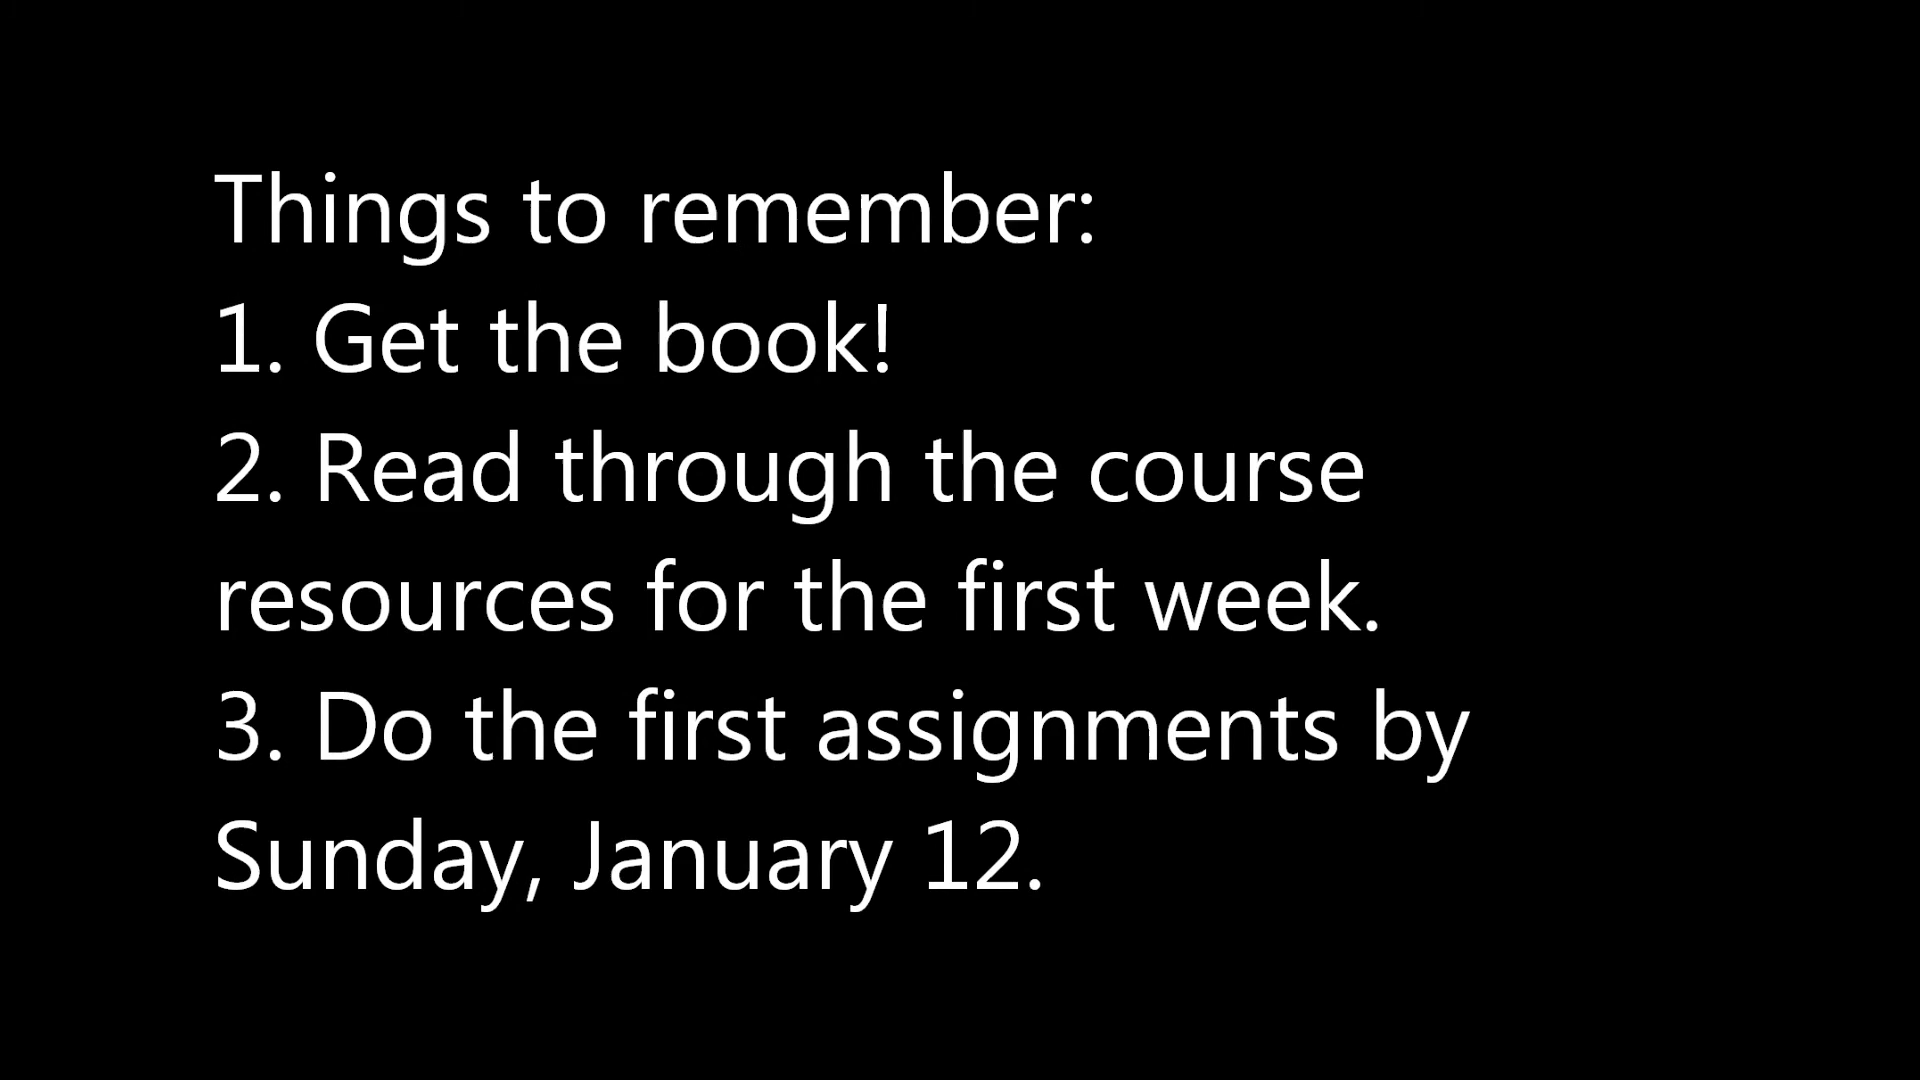 Things to remember:
1. Get the book!
2. Read through the course
resources for the first week.
3. Do the first assignments by
Sunday, January 12.